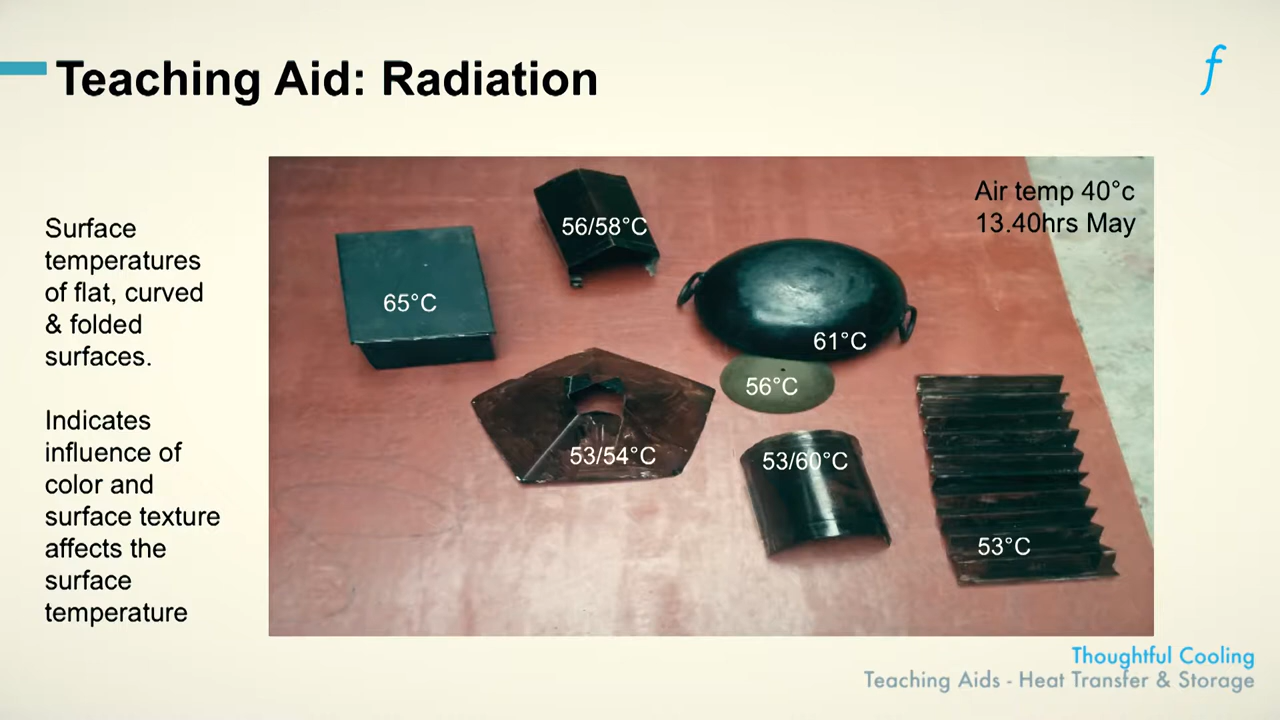 Teaching Aid: Radiation
f
Surface
temperatures
of flat, curved
& folded
surfaces.
Indicates
influence of
color and
surface texture
affects the
surface
temperature
Air temp 40°c
13.40hrs May
56/58°C
65°C
61°C
56°C
53/54°C
53/60°C
53°C
Thoughtful Cooling
Teaching Aids - Heat Transfer & Storage